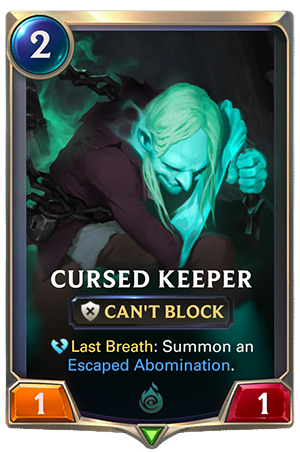 2
CURSED KEEPER
CAN'T BLOCK
Last Breath: Summon an
Escaped Abomination.
1 1